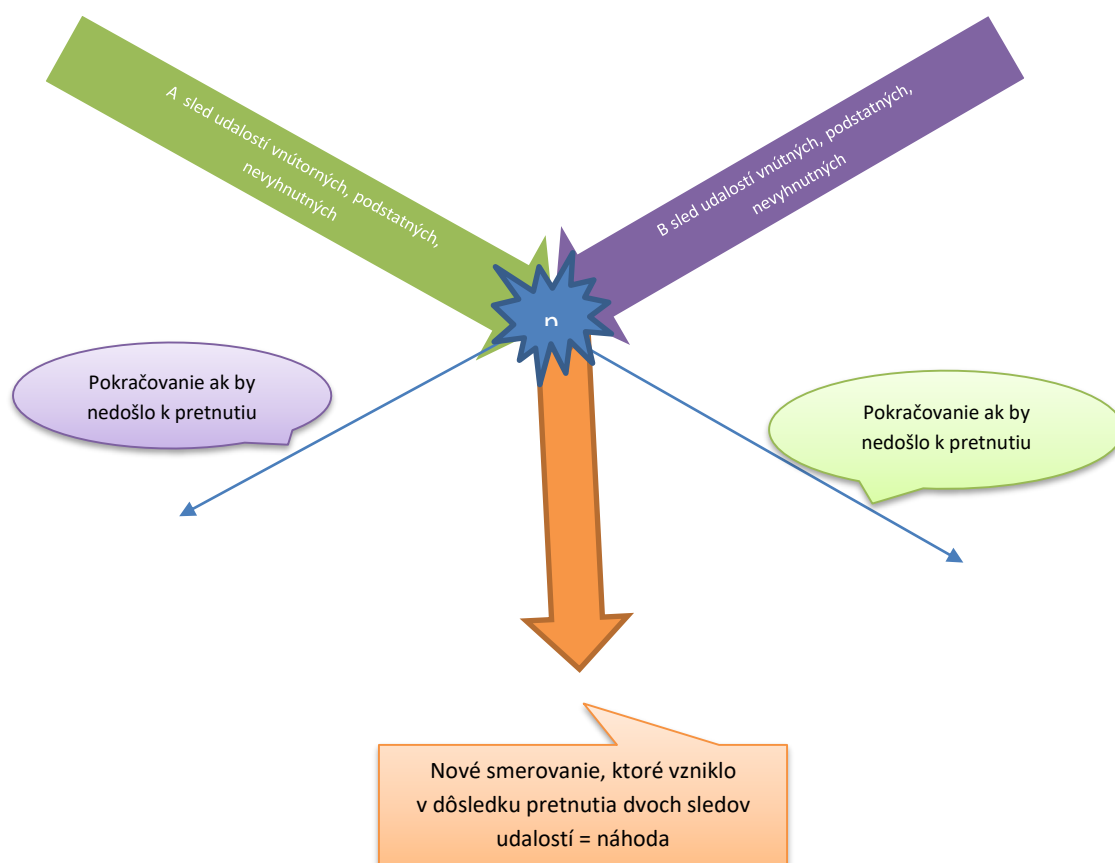 A sled udalostí vnútorných, podstatných,
nevyhnutných
B sled udalostí vnútných, podstatných,
nevyhnutných
n
Pokračovanie ak by
nedošlo k pretnutiu
Pokračovanie ak by
nedošlo k pretnutiu
Nové smerovanie, ktoré vzniklo
v dôsledku pretnutia dvoch sledov
udalostí = náhoda